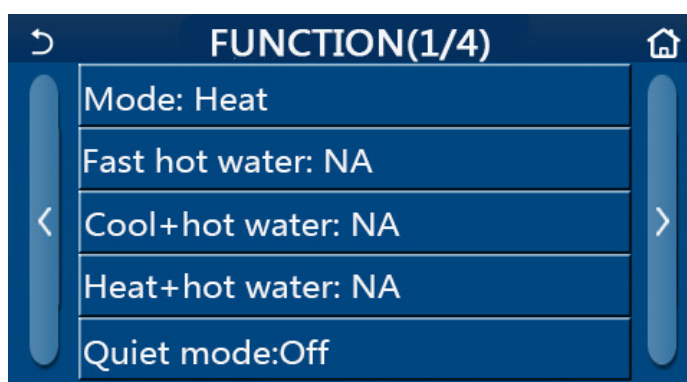 FUNCTION(1/4)
Mode: Heat
Fast hot water: NA
Cool+hot water: NA
Heat+hot water: NA
Quiet mode:Off